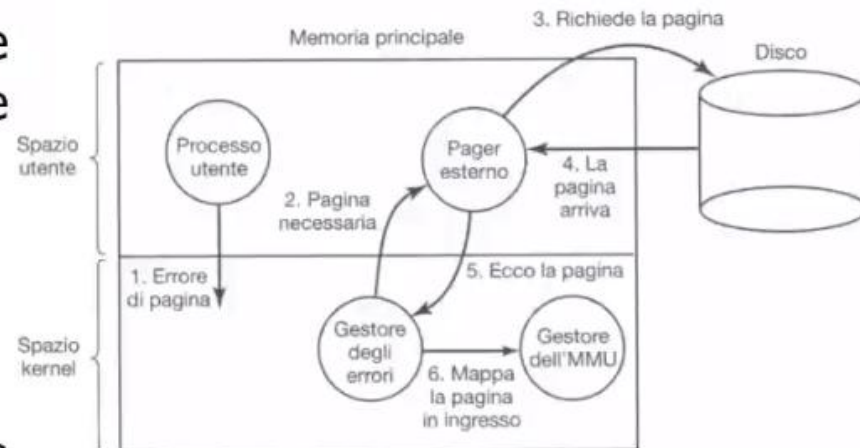 e
e
Memoria principale
3. Richiede la pagina
Disco
Spazio
utente
Processo
utente
Pager
esterno
4. La
pagina
arriva
2. Pagina
necessaria
1. Errore
di pagina
5. Ecco la pagina
Spazio
kernel
Gestore
degli
errori
Gestore
dell'MMU
6. Mappa
la pagina
in ingresso